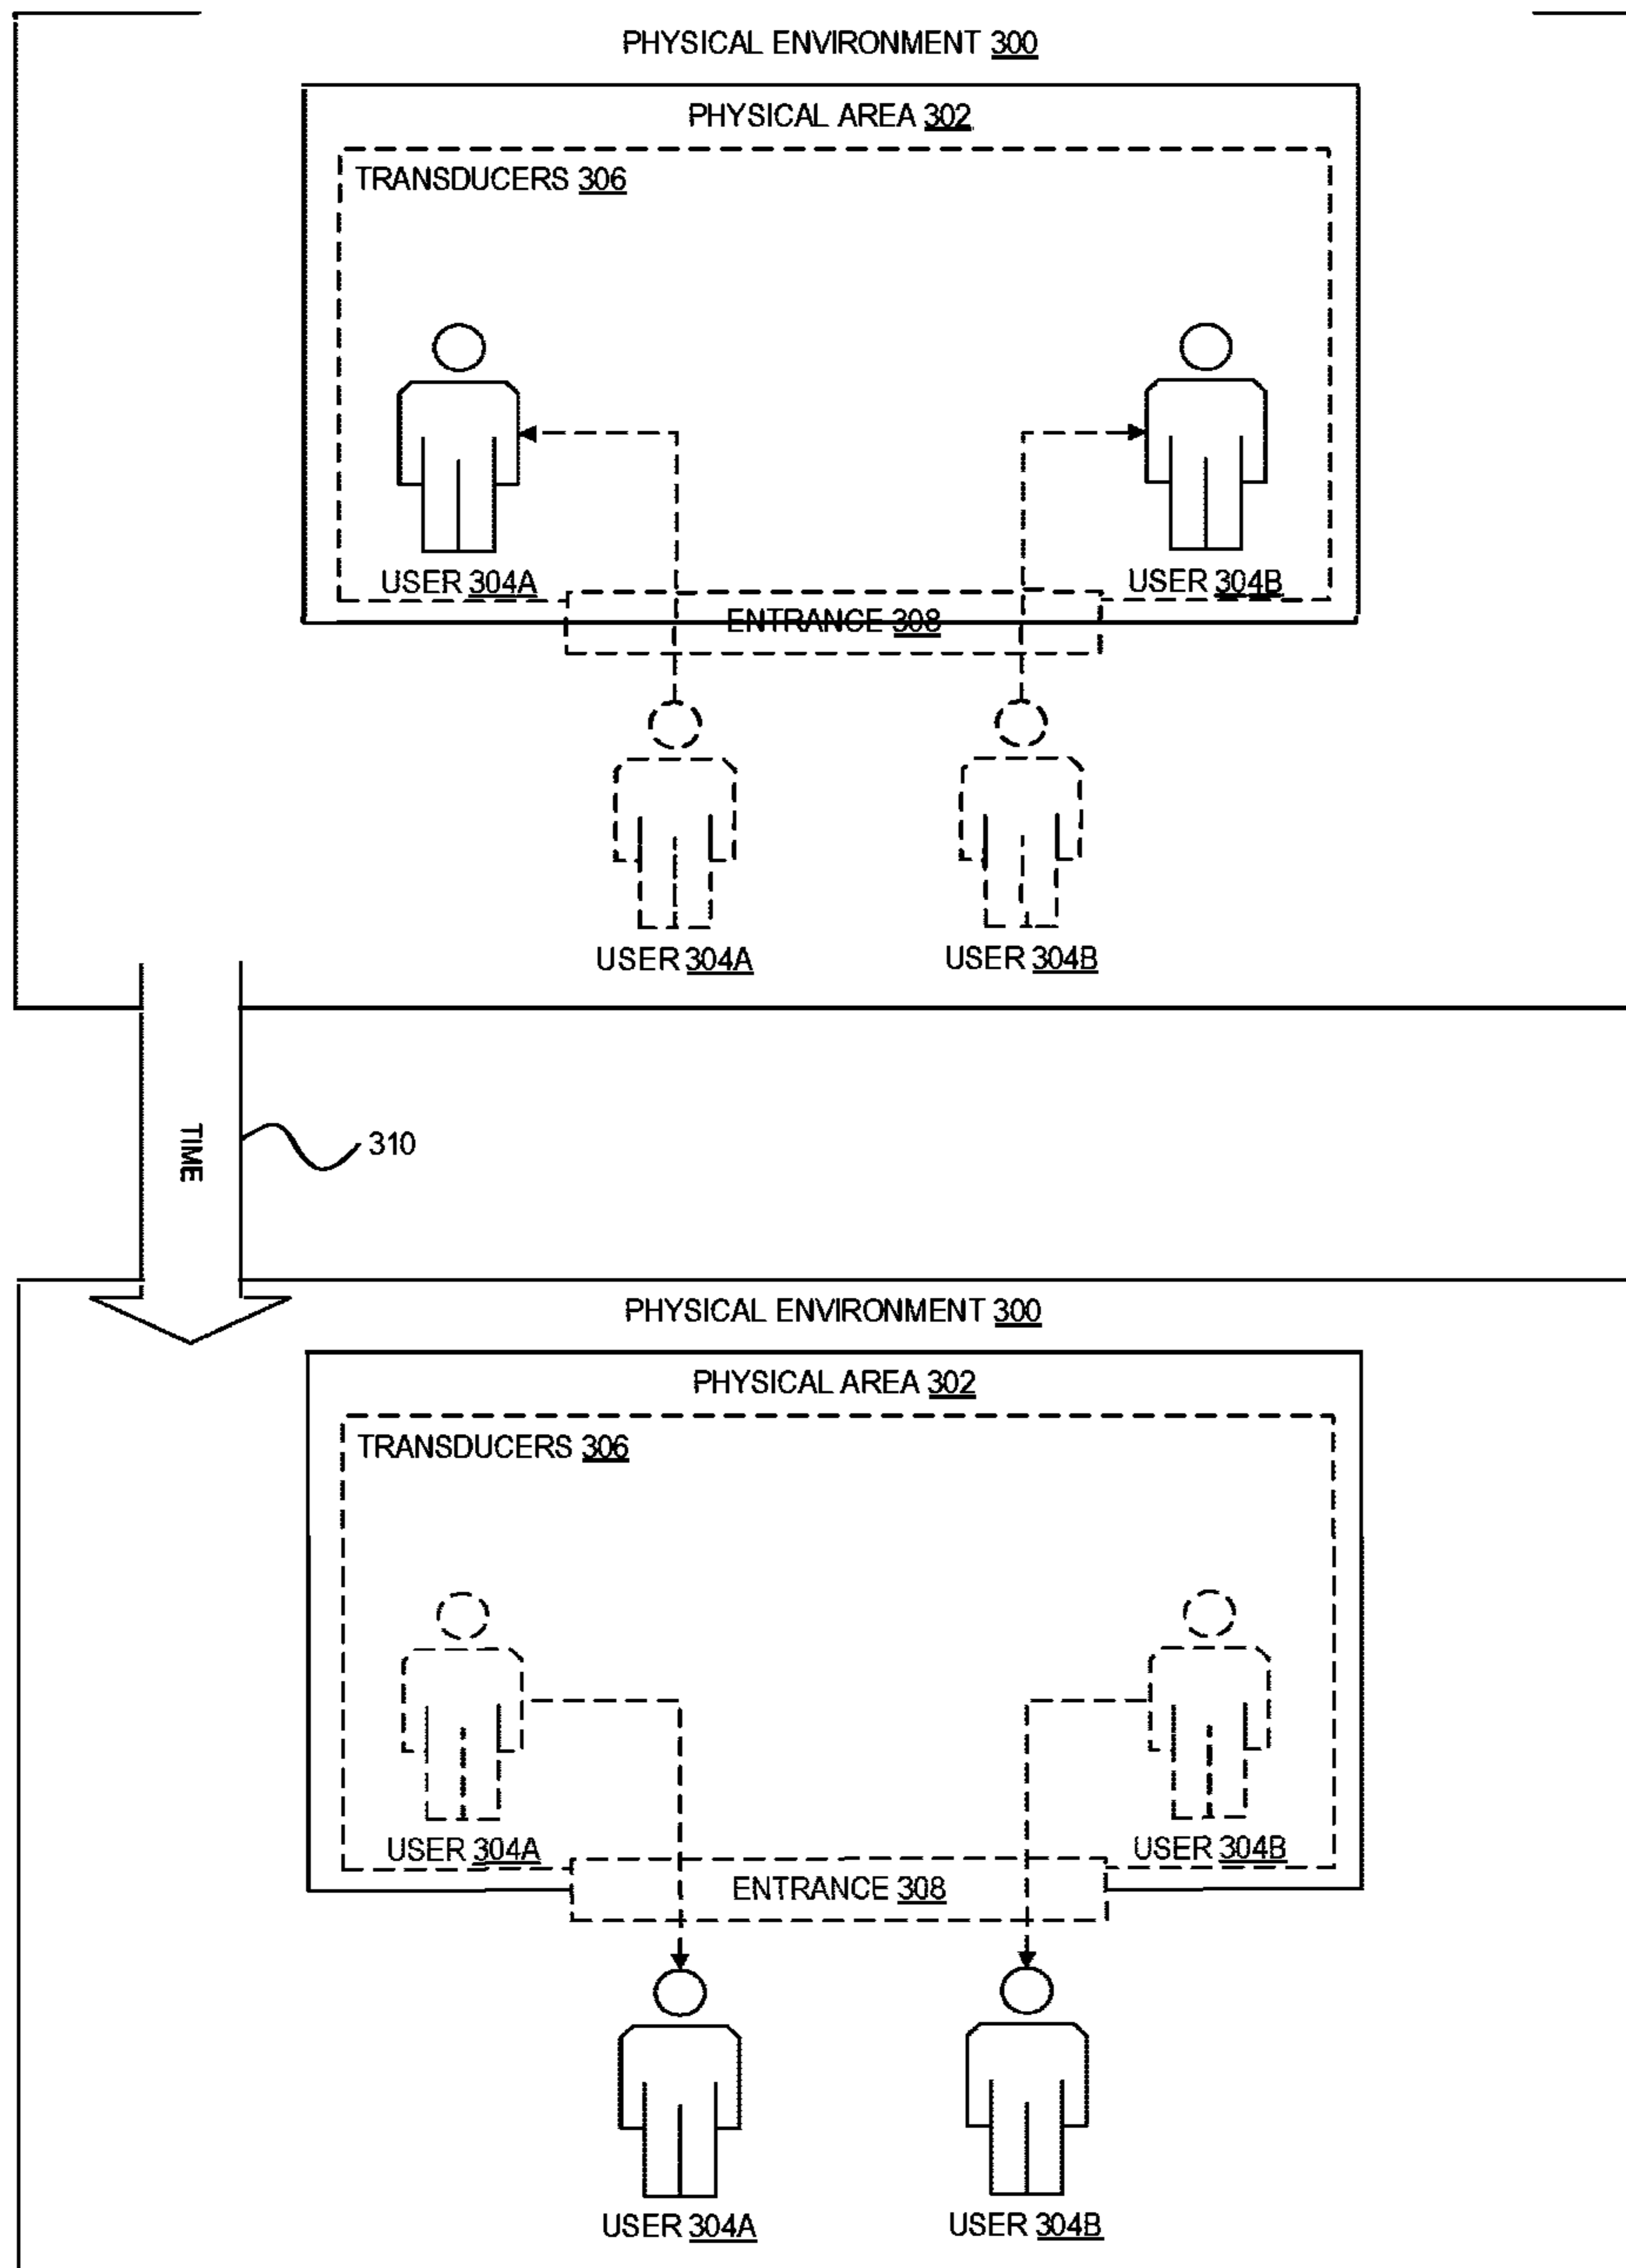 PHYSICAL ENVIRONMENT 300
PHYSICAL AREA 302
TRANSDUCERS 306
USER 304A
USER 304B
ENTRANCE 308
USER 304A
USER 304B
TIME
310
PHYSICAL ENVIRONMENT 300
PHYSICAL AREA 302
TRANSDUCERS 306
USER 304A
USER 304B
ENTRANCE 308
USER 304A
USER 304B